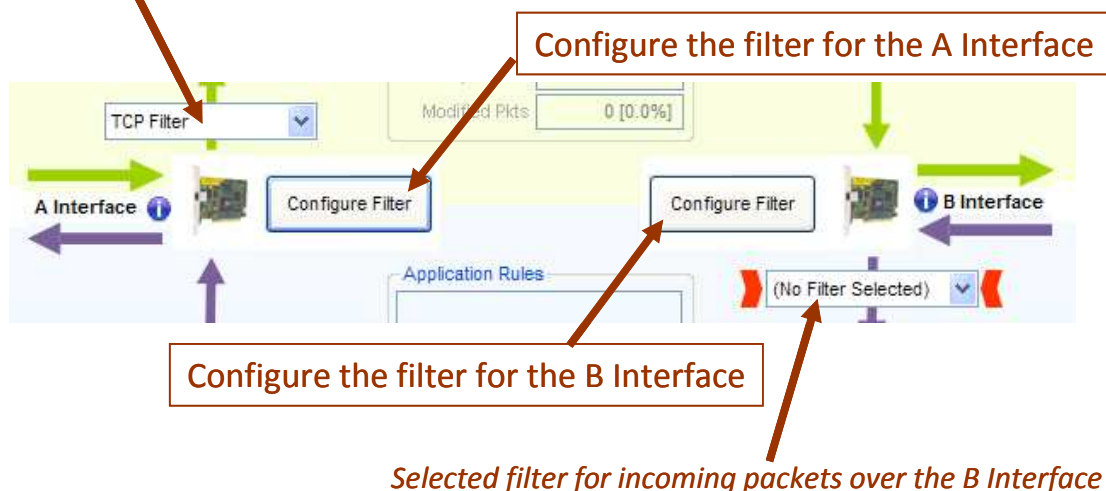 Configure the filter for the A Interface
TCP Filter
Modified Pkts 0 [0.0%]
A Interface
Configure Filter
Configure Filter
B Interface
Application Rules
(No Filter Selected)
Configure the filter for the B Interface
Selected filter for incoming packets over the B Interface